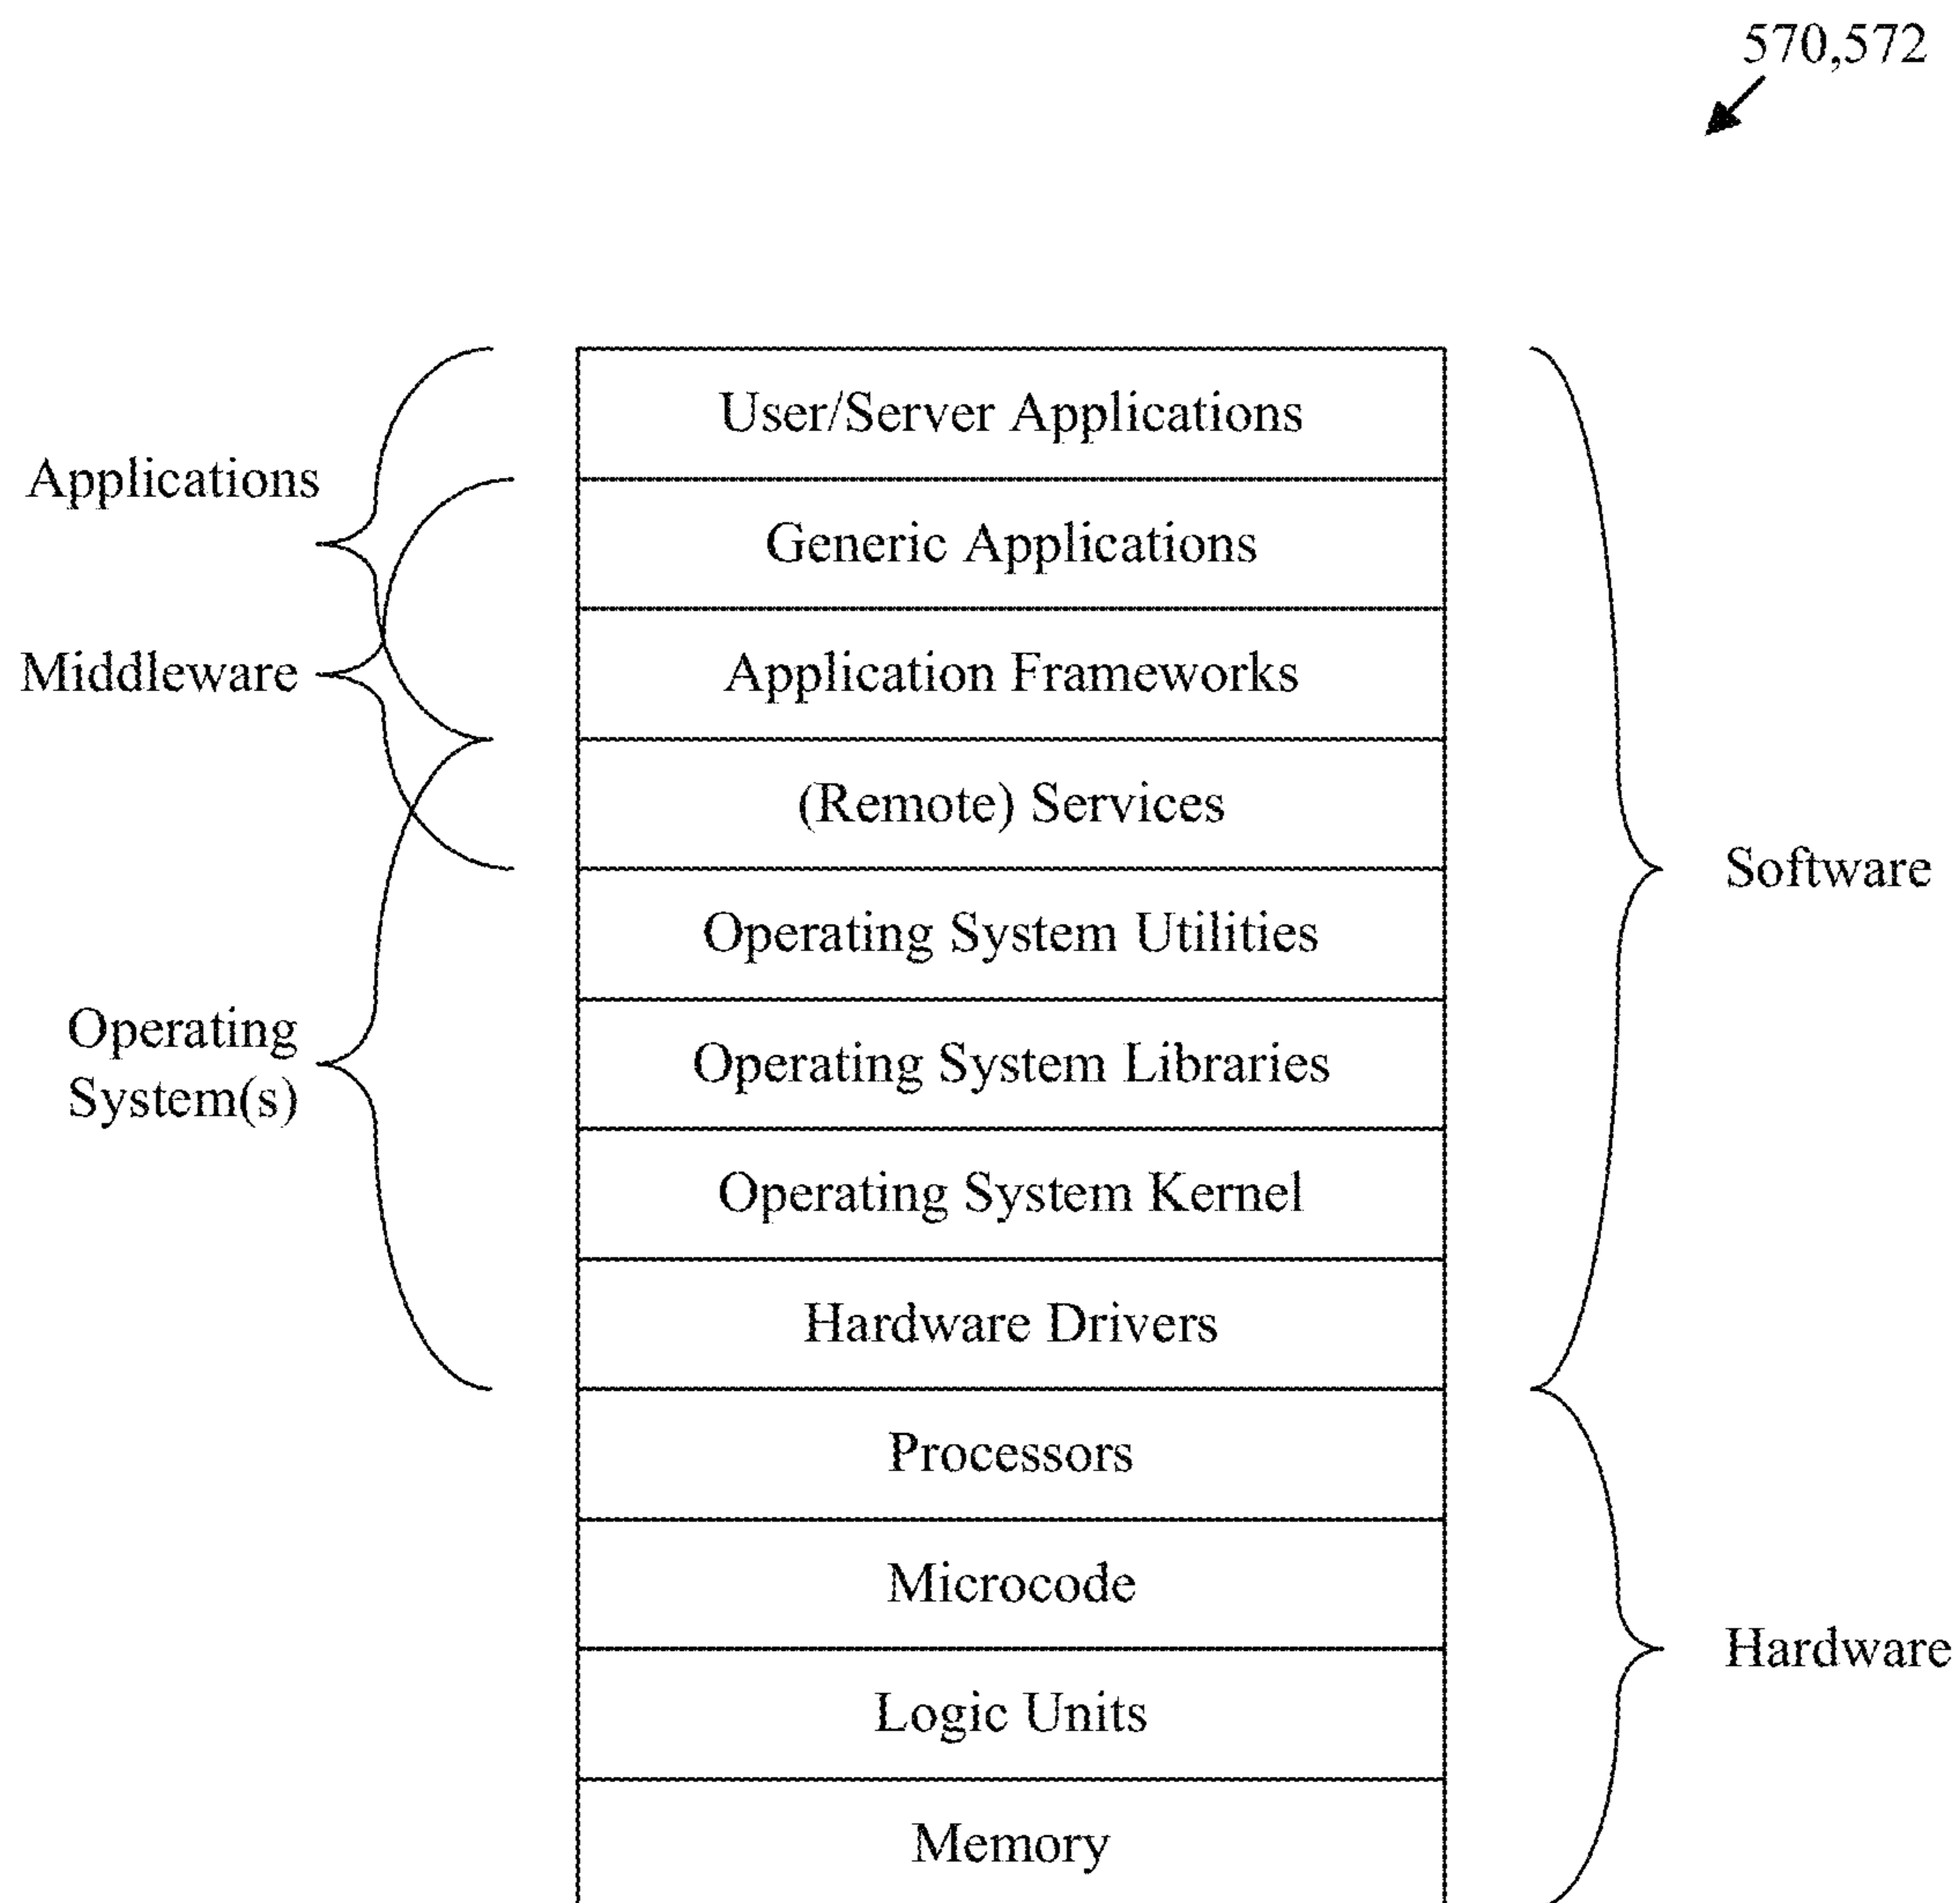 570,572
User/Server Applications
Applications
Generic Applications
Middleware
Application Frameworks
(Remote) Services
Software
Operating System Utilities
Operating
System(s)
Operating System Libraries
Operating System Kernel
Hardware Drivers
Processors
Microcode
Hardware
Logic Units
Memory